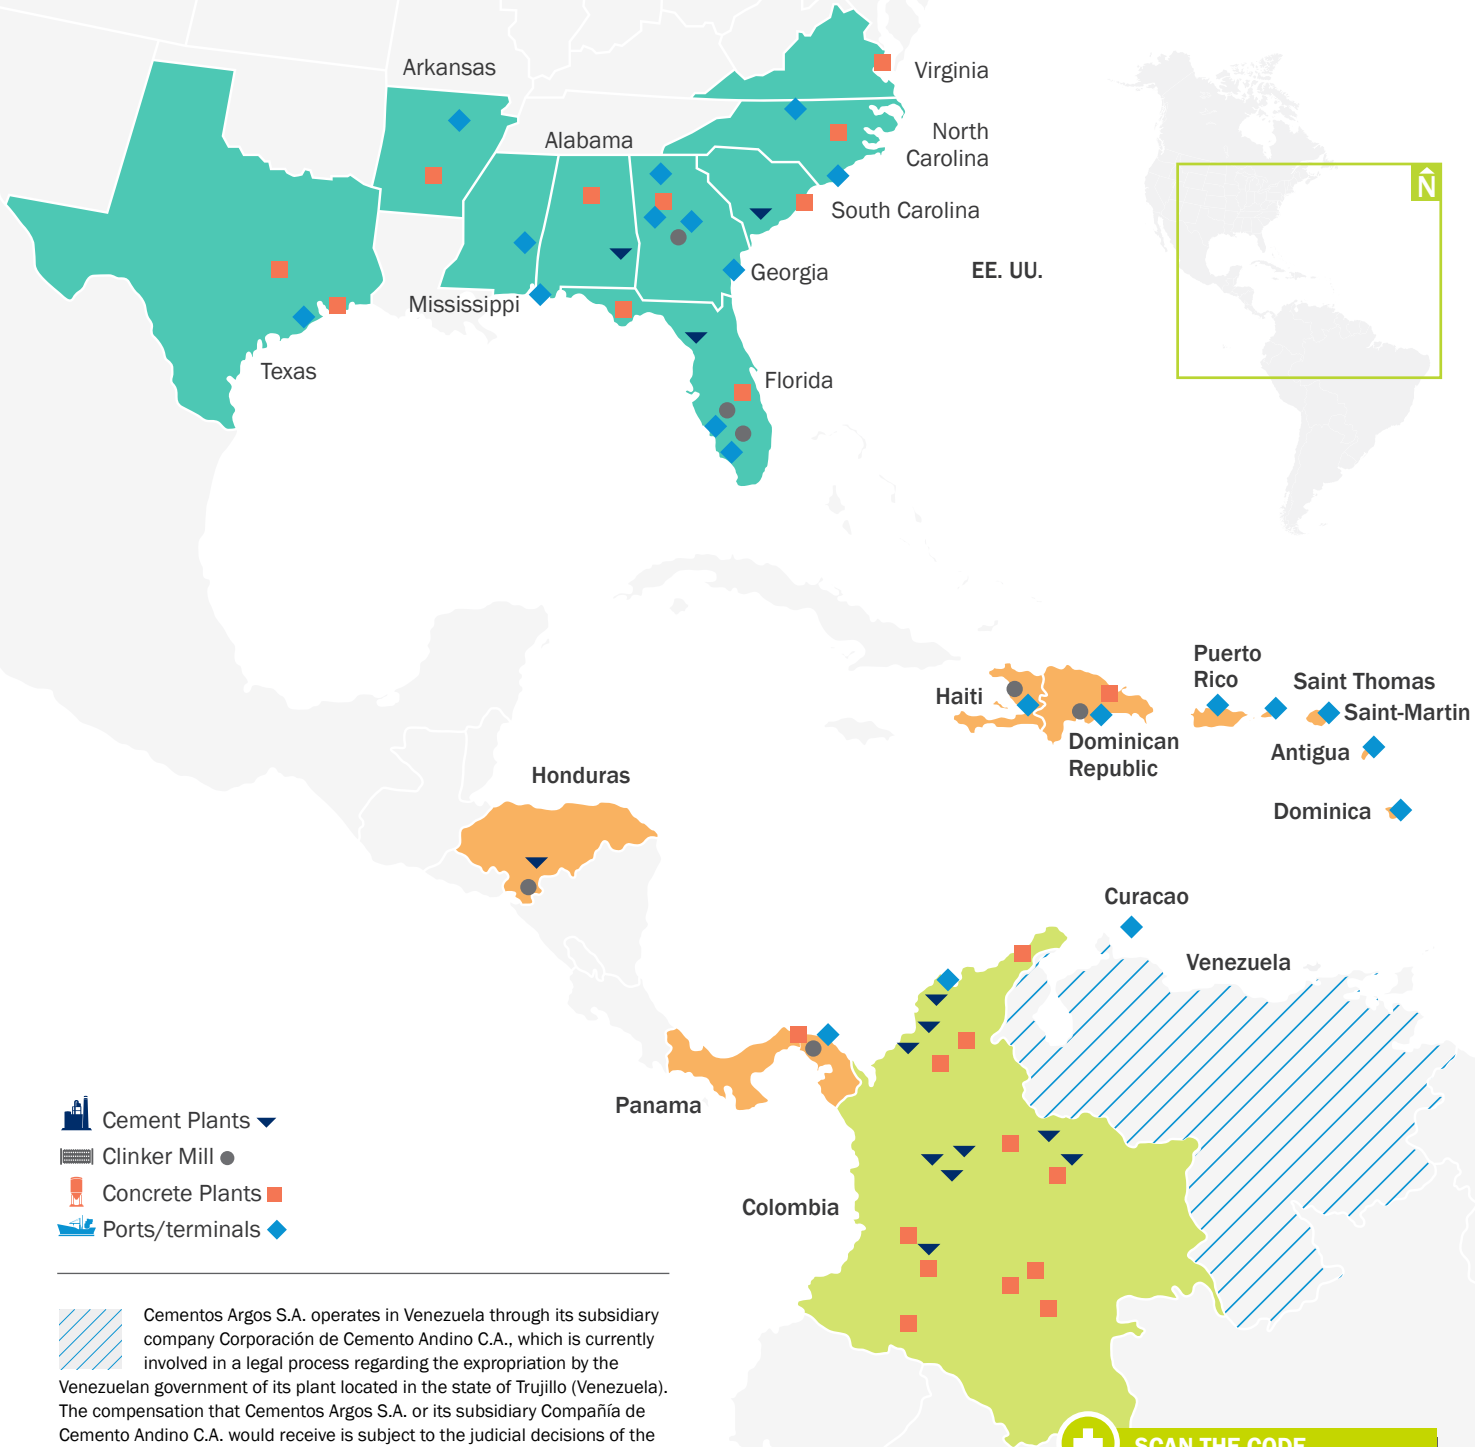 Arkansas
Virginia
Alabama
North
Carolina
South Carolina
Georgia
EE. UU.
Mississippi
Texas
Florida
N
Puerto
Rico
Saint Thomas
Haiti
Saint-Martin
Dominican
Republic
Antigua
Honduras
Dominica
Curacao
Venezuela
Panama
Colombia
Cement Plants
Clinker Mill
Concrete Plants
Ports/terminals
Cementos Argos S.A. operates in Venezuela through its subsidiary
company Corporación de Cemento Andino C.A., which is currently
involved in a legal process regarding the expropriation by the
Venezuelan government of its plant located in the state of Trujillo (Venezuela).
The compensation that Cementos Argos S.A. or its subsidiary Compañía de
Cemento Andino C.A. would receive is subject to the judicial decisions of the
SCAN THE CODE